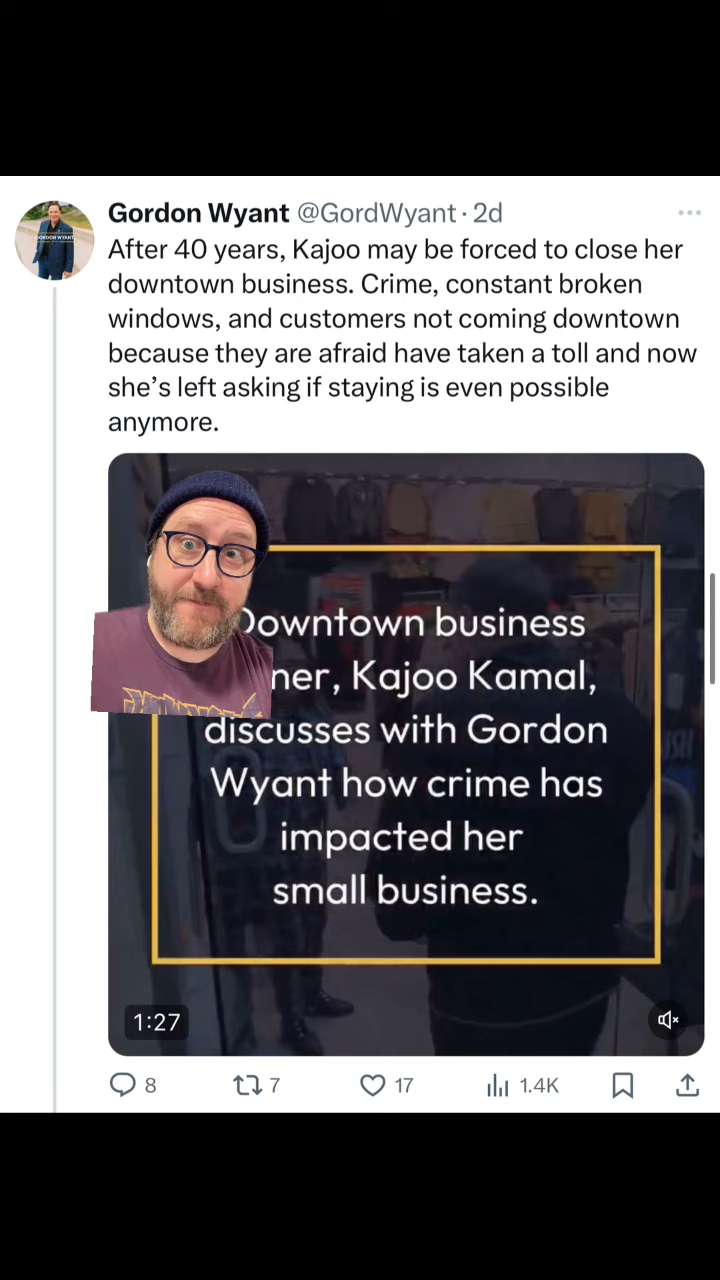 Gordon Wyant @GordWyant · 2d
After 40 years, Kajoo may be forced to close her
downtown business. Crime, constant broken
windows, and customers not coming downtown
because they are afraid have taken a toll and now
she's left asking if staying is even possible
anymore.
Downtown business
ner, Kajoo Kamal,
discusses with Gordon
Wyant how crime has
impacted her
small business.
1:27
8 7 17 1.4K